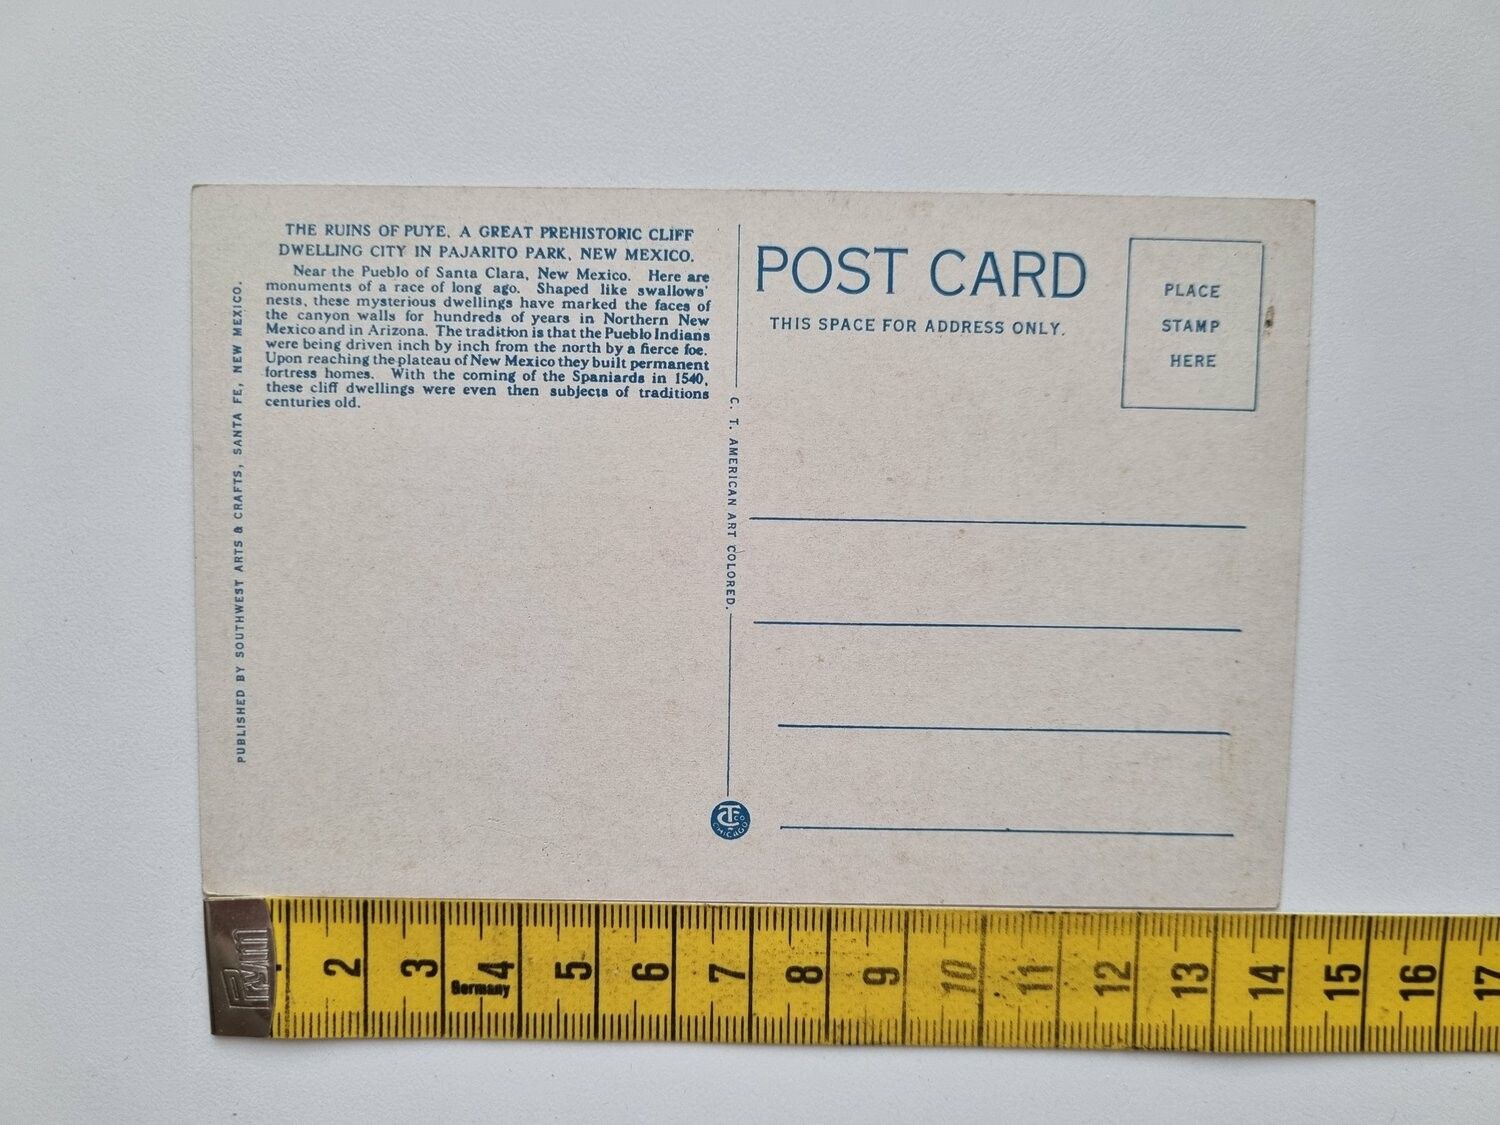 THE RUINS OF PUYE, A GREAT PREHISTORIC CLIFF
DWELLING CITY IN PAJARITO PARK, NEW MEXICO.
Near the Pueblo of Santa Clara, New Mexico. Here are
monuments of a race of long ago. Shaped like swallows'
nests, these mysterious dwellings have marked the faces of
the canyon walls for hundreds of years in Northern New
Mexico and in Arizona. The tradition is that the Pueblo Indians
were being driven inch by inch from the north by a fierce foe.
Upon reaching the plateau of New Mexico they built permanent
fortress homes. With the coming of the Spaniards in 1540,
these cliff dwellings were even then subjects of traditions
centuries old.
PUBLISHED BY SOUTHWEST ARTS & CRAFTS, SANTA FE, NEW MEXICO.
C. T. AMERICAN ART COLORED.
CT CO
CHICAGO
POST CARD
THIS SPACE FOR ADDRESS ONLY.
PLACE
STAMP
HERE
2 3 4 5 6 7 8 9 10 11 12 13 14 15 16 17
Germany